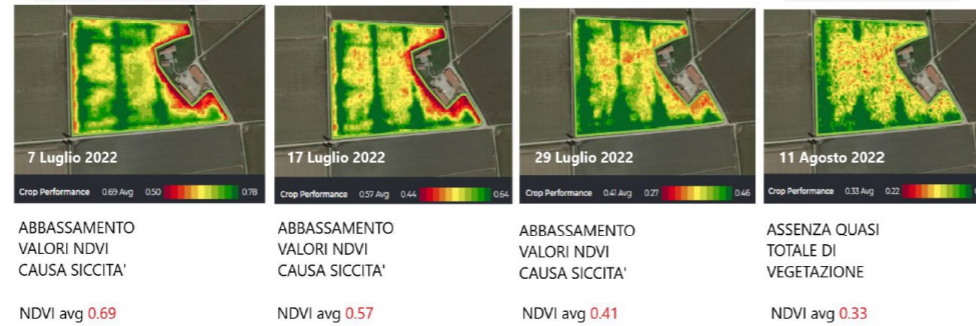 7 Luglio 2022
Crop Performance 0.69 Avg 0.50 0.78
ABBASSAMENTO
VALORI NDVI
CAUSA SICCITA'
NDVI avg 0.69
17 Luglio 2022
Crop Performance 0.57 Avg 0.44 0.64
ABBASSAMENTO
VALORI NDVI
CAUSA SICCITA'
NDVI avg 0.57
29 Luglio 2022
Crop Performance 0.41 Avg 0.27 0.46
ABBASSAMENTO
VALORI NDVI
CAUSA SICCITA'
NDVI avg 0.41
11 Agosto 2022
Crop Performance 0.33 Avg 0.22
ASSENZA QUASI
TOTALE DI
VEGETAZIONE
NDVI avg 0.33